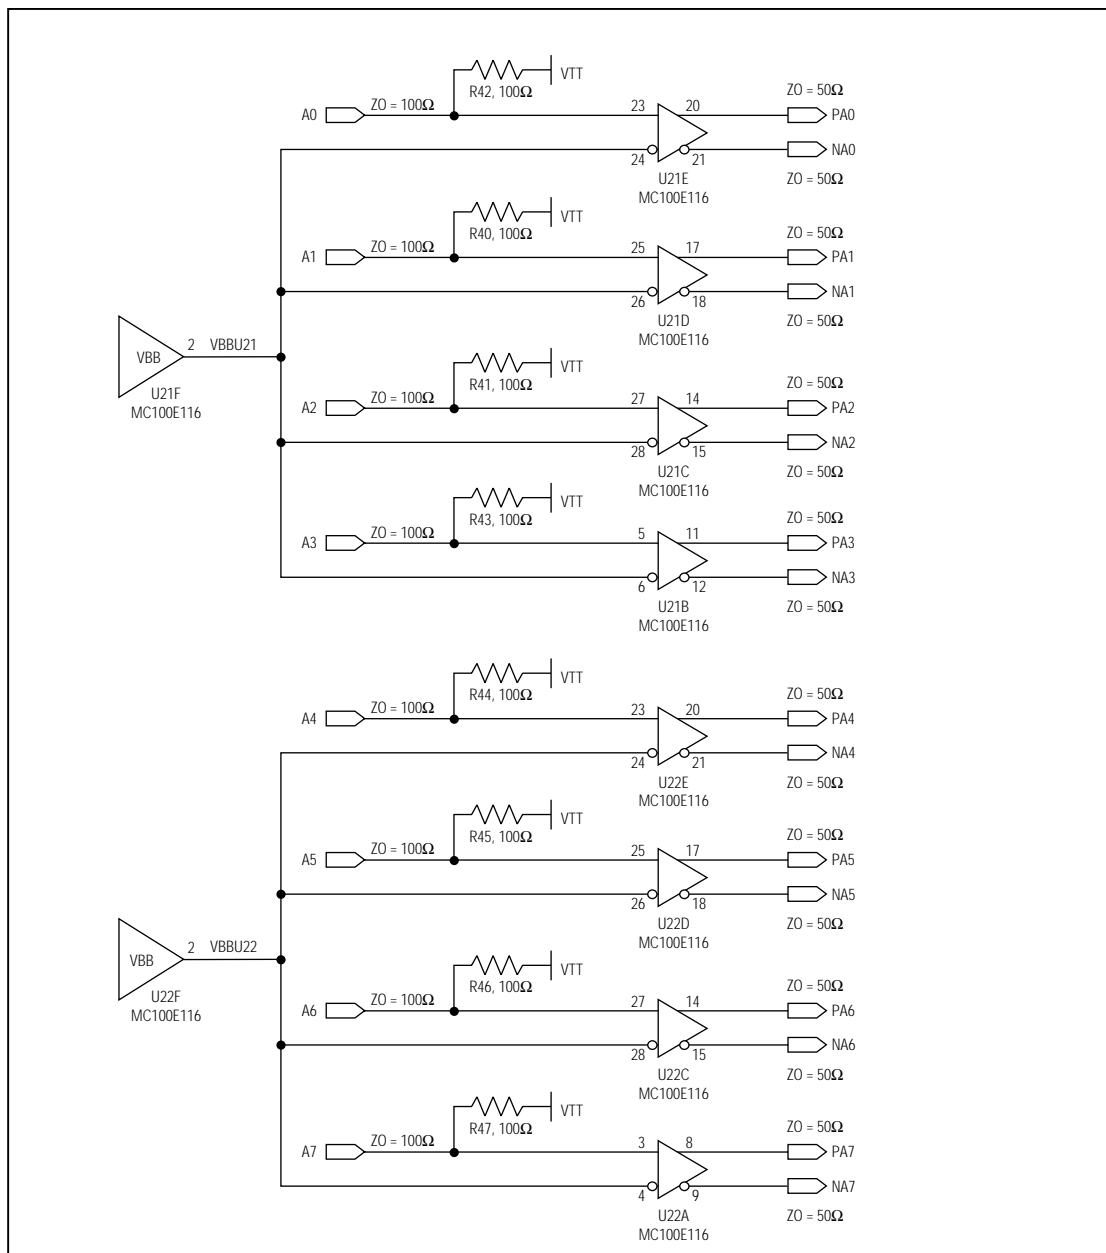 VTT
R42, 100Ω
ZO = 50Ω
A0 ZO = 100Ω 23 20 PA0
24 21 NA0
U21E ZO = 50Ω
MC100E116
VTT
R40, 100Ω
ZO = 50Ω
A1 ZO = 100Ω 25 17 PA1
26 18 NA1
U21D ZO = 50Ω
MC100E116
VBB 2 VBBU21
U21F
MC100E116
VTT
R41, 100Ω
ZO = 50Ω
A2 ZO = 100Ω 27 14 PA2
28 15 NA2
U21C ZO = 50Ω
MC100E116
VTT
R43, 100Ω
ZO = 50Ω
A3 ZO = 100Ω 5 11 PA3
6 12 NA3
U21B ZO = 50Ω
MC100E116
VTT
R44, 100Ω
ZO = 50Ω
A4 ZO = 100Ω 23 20 PA4
24 21 NA4
U22E ZO = 50Ω
MC100E116
VTT
R45, 100Ω
ZO = 50Ω
A5 ZO = 100Ω 25 17 PA5
26 18 NA5
U22D ZO = 50Ω
MC100E116
VBB 2 VBBU22
U22F
MC100E116
VTT
R46, 100Ω
ZO = 50Ω
A6 ZO = 100Ω 27 14 PA6
28 15 NA6
U22C ZO = 50Ω
MC100E116
VTT
R47, 100Ω
ZO = 50Ω
A7 ZO = 100Ω 3 8 PA7
4 9 NA7
U22A ZO = 50Ω
MC100E116